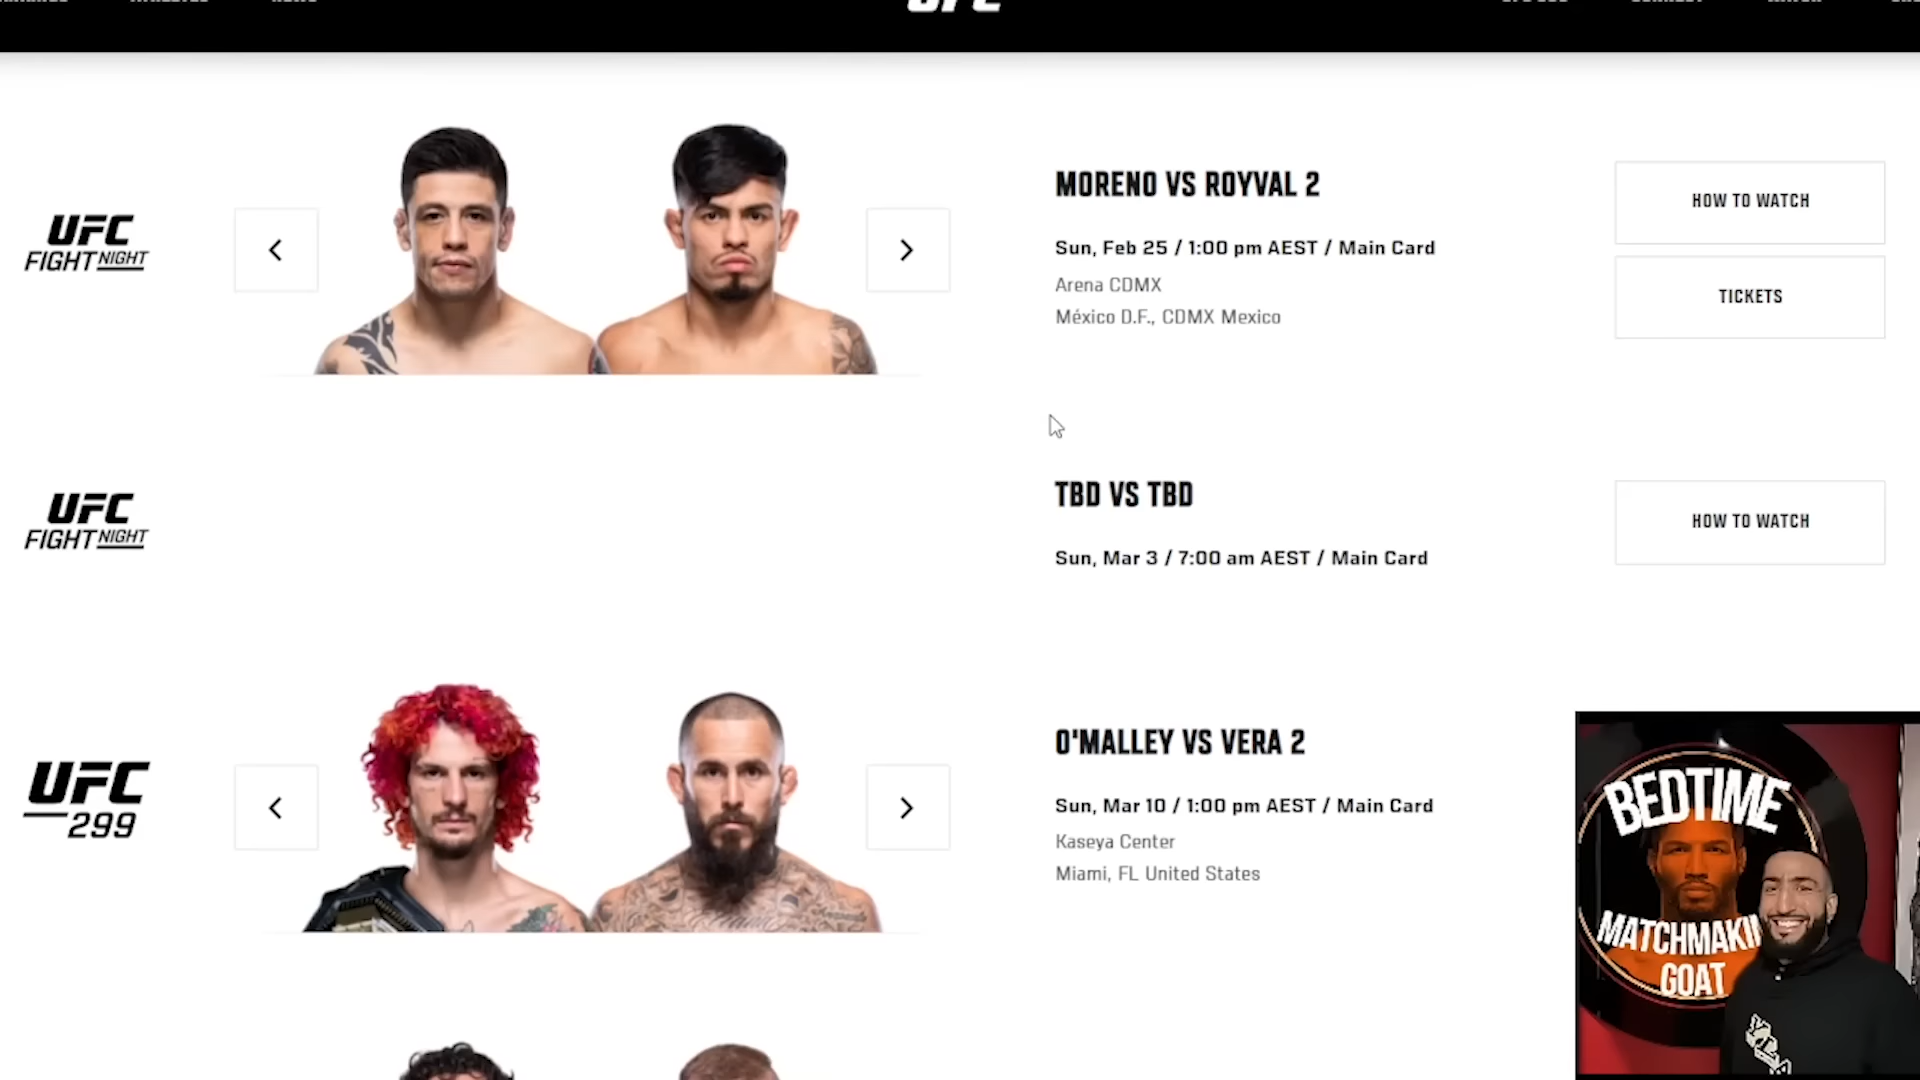 UFC
UFC
FIGHT NIGHT
MORENO VS ROYVAL 2
Sun, Feb 25 / 1:00 pm AEST / Main Card
Arena CDMX
México D.F., CDMX Mexico
HOW TO WATCH
TICKETS
UFC
FIGHT NIGHT
TBD VS TBD
Sun, Mar 3 / 7:00 am AEST / Main Card
HOW TO WATCH
UFC
299
O'MALLEY VS VERA 2
Sun, Mar 10 / 1:00 pm AEST / Main Card
Kaseya Center
Miami, FL United States
BEDTIME
MATCHMAKI
GOAT